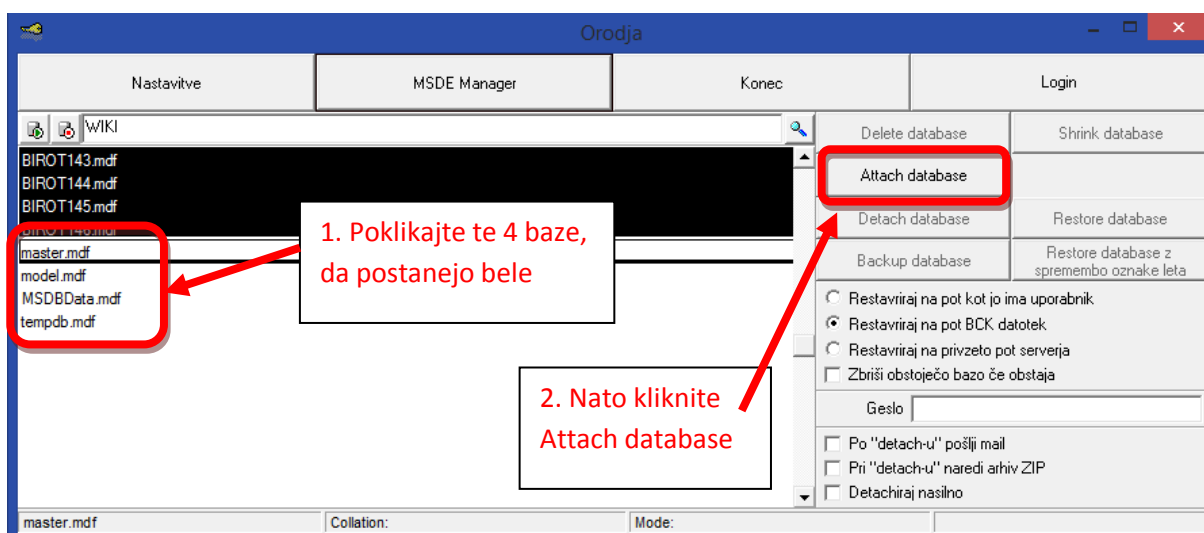 Orodja
Nastavitve
MSDE Manager
Konec
Login
WIKI
Delete database
Shrink database
BIROT143.mdf
BIROT144.mdf
BIROT145.mdf
BIROT146.mdf
master.mdf
model.mdf
MSDBData.mdf
tempdb.mdf
1. Pokliknite te 4 baze,
da postanejo bele
Attach database
Detach database
Restore database
Backup database
Restore database z
spremembo oznake leta
Restavriraj na pot kot jo ima uporabnik
Restavriraj na pot BCK datotek
Restavriraj na privzeto pot serverja
Zbriši obstoječo bazo če obstaja
2. Nato kliknite
Attach database
Geslo
Po "detach-u" pošlji mail
Pri "detach-u" naredi arhiv ZIP
Detachiraj nasilno
master.mdf
Collation:
Mode: